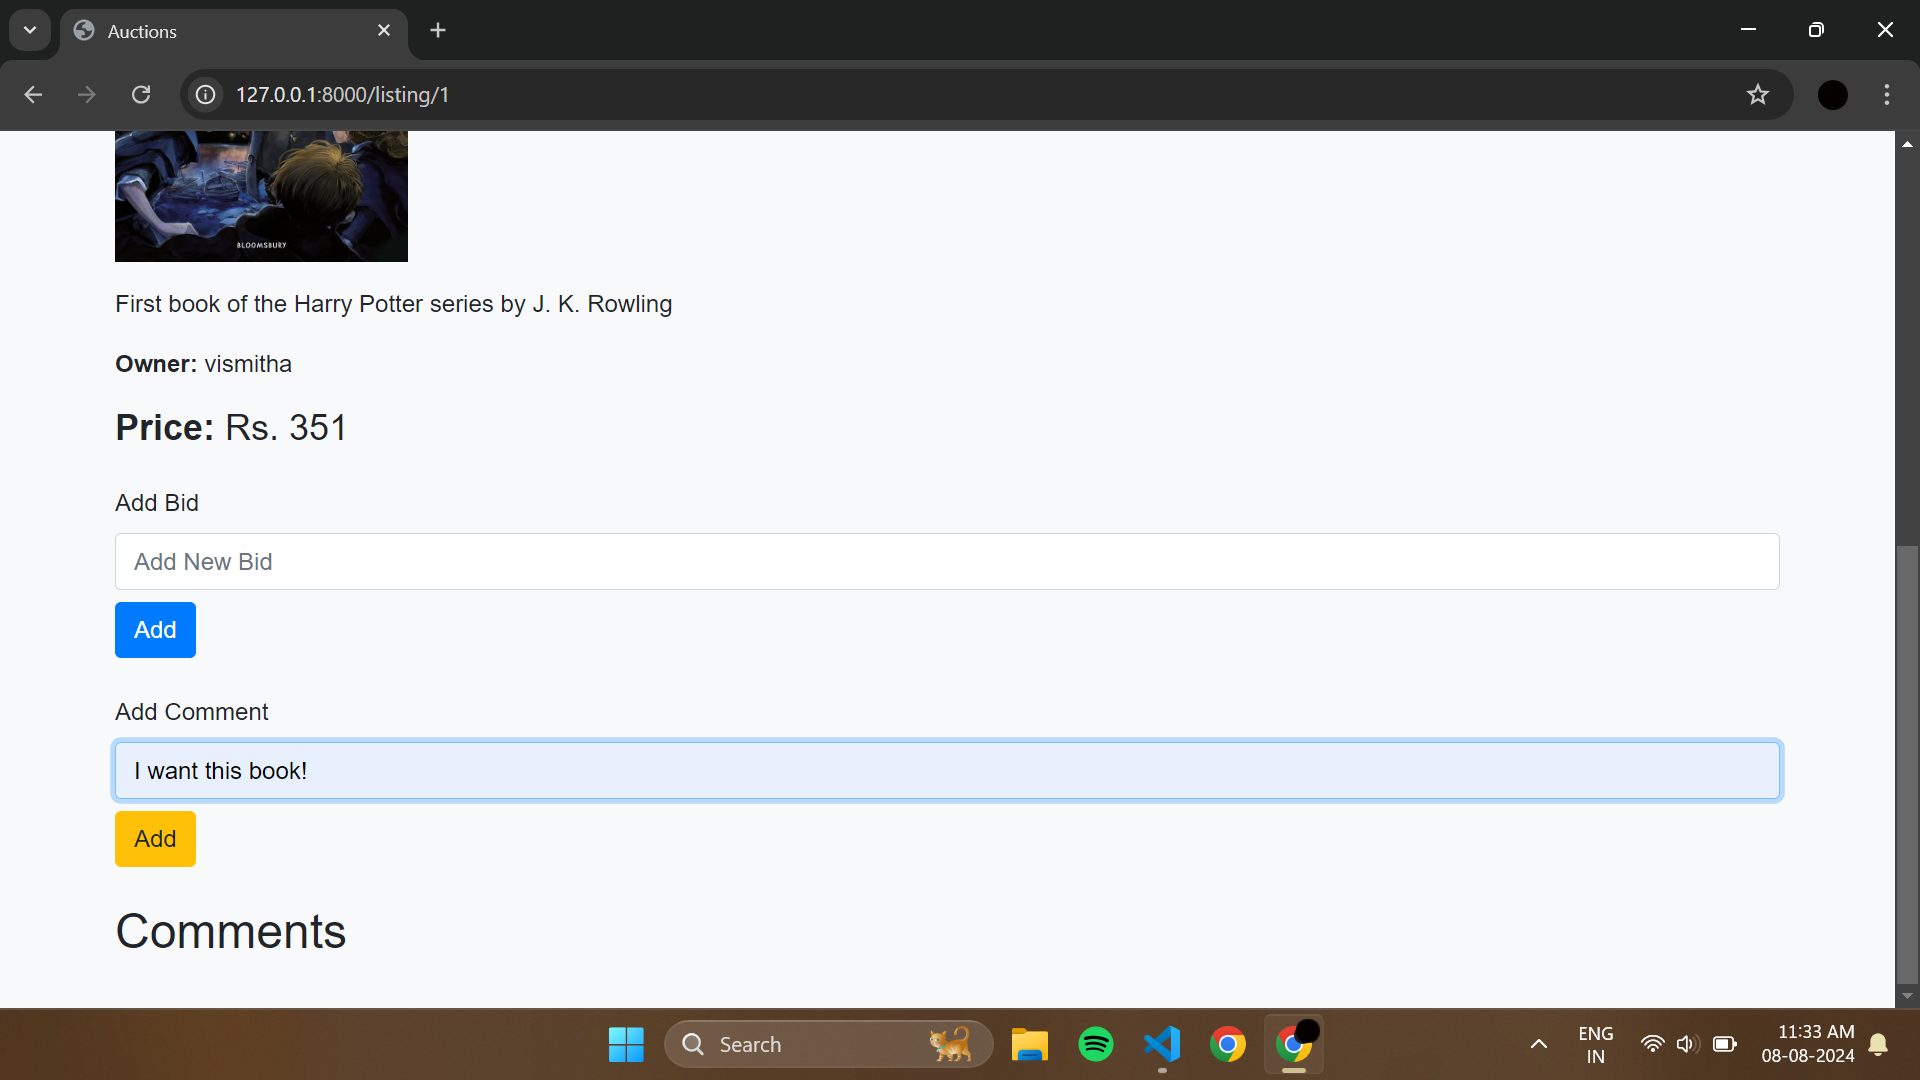 Auctions
127.0.0.1:8000/listing/1
BLOOMSBURY
First book of the Harry Potter series by J. K. Rowling
Owner: vismitha
Price: Rs. 351
Add Bid
Add New Bid
Add
Add Comment
I want this book!
Add
Comments
Search
ENG
IN
11:33 AM
08-08-2024